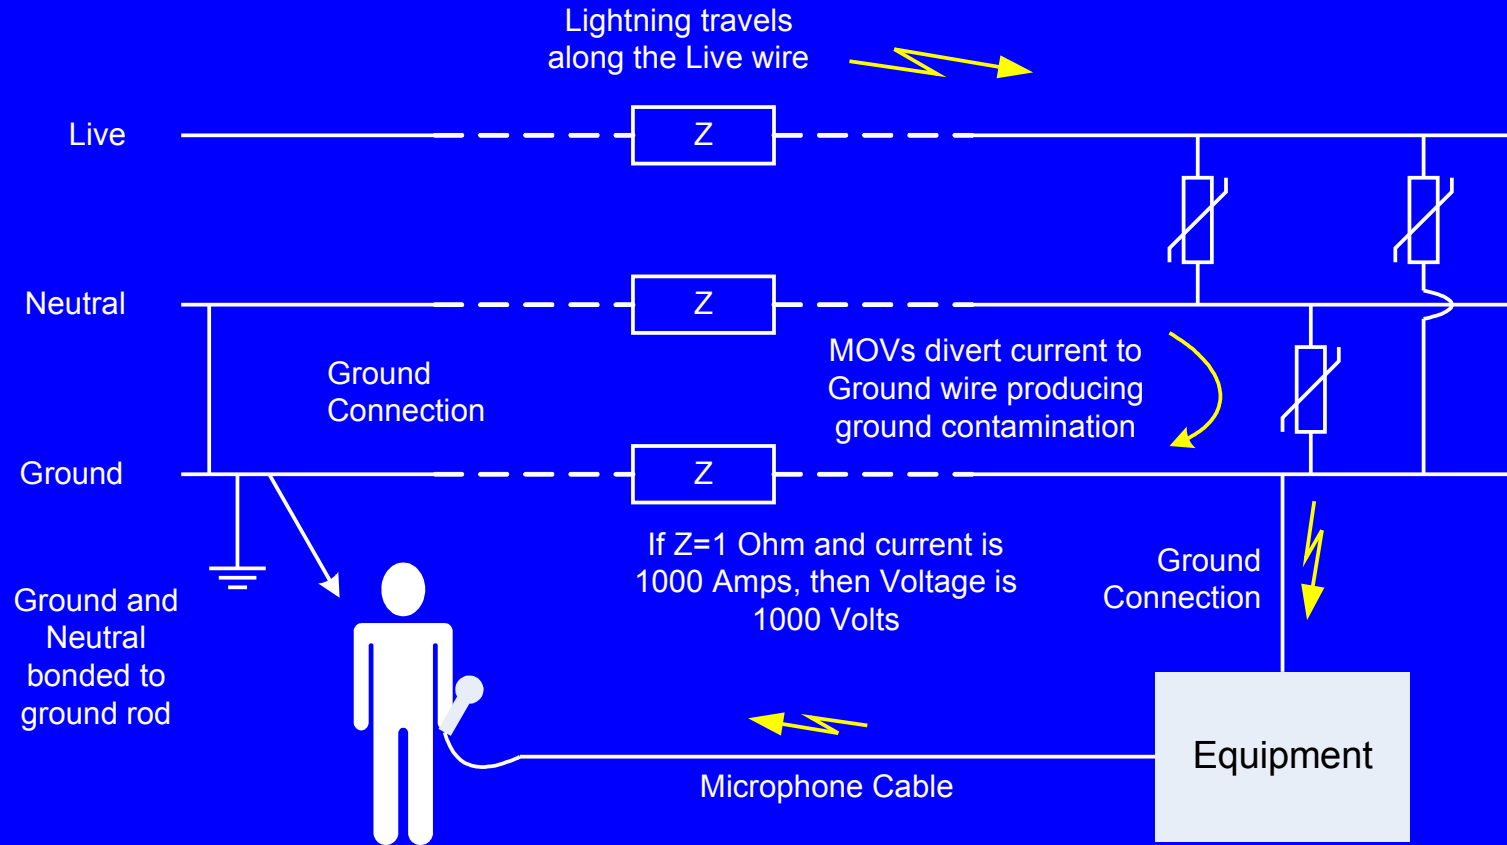 Lightning travels
along the Live wire
Live
Z
Neutral
Z
Ground
Connection
MOVs divert current to
Ground wire producing
ground contamination
Ground
Z
If Z=1 Ohm and current is
1000 Amps, then Voltage is
1000 Volts
Ground
Connection
Ground and
Neutral
bonded to
ground rod
Equipment
Microphone Cable